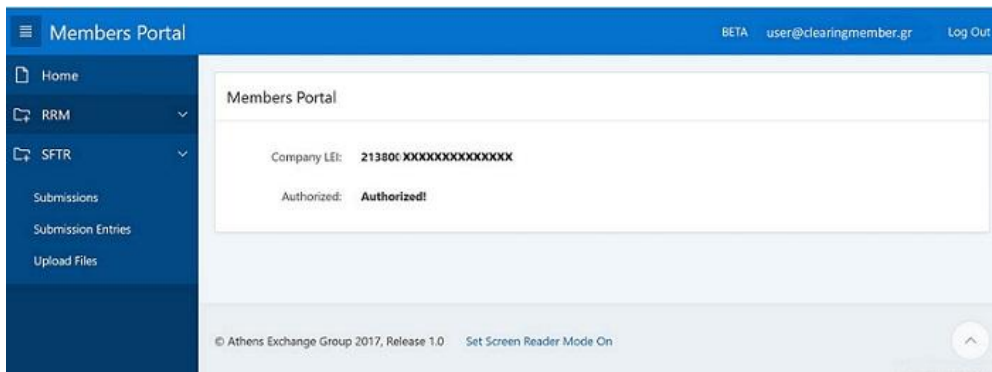 Members Portal
BETA user@clearingmember.gr Log Out
Home
RRM
SFTR
Submissions
Submission Entries
Upload Files
Members Portal
Company LEI: 213800 XXXXXXXXXXXXXX
Authorized: Authorized!
© Athens Exchange Group 2017, Release 1.0 Set Screen Reader Mode On